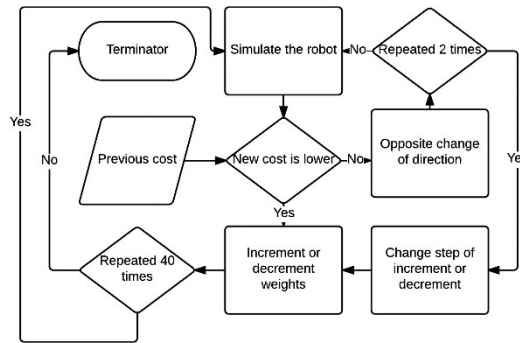 Terminator
Simulate the robot
No
Repeated 2 times
Yes
No
Previous cost
New cost is lower
No
Opposite change
of direction
Ye
Yes
Repeated 40
times
Increment or
decrement
weights
Change step of
increment or
decrement